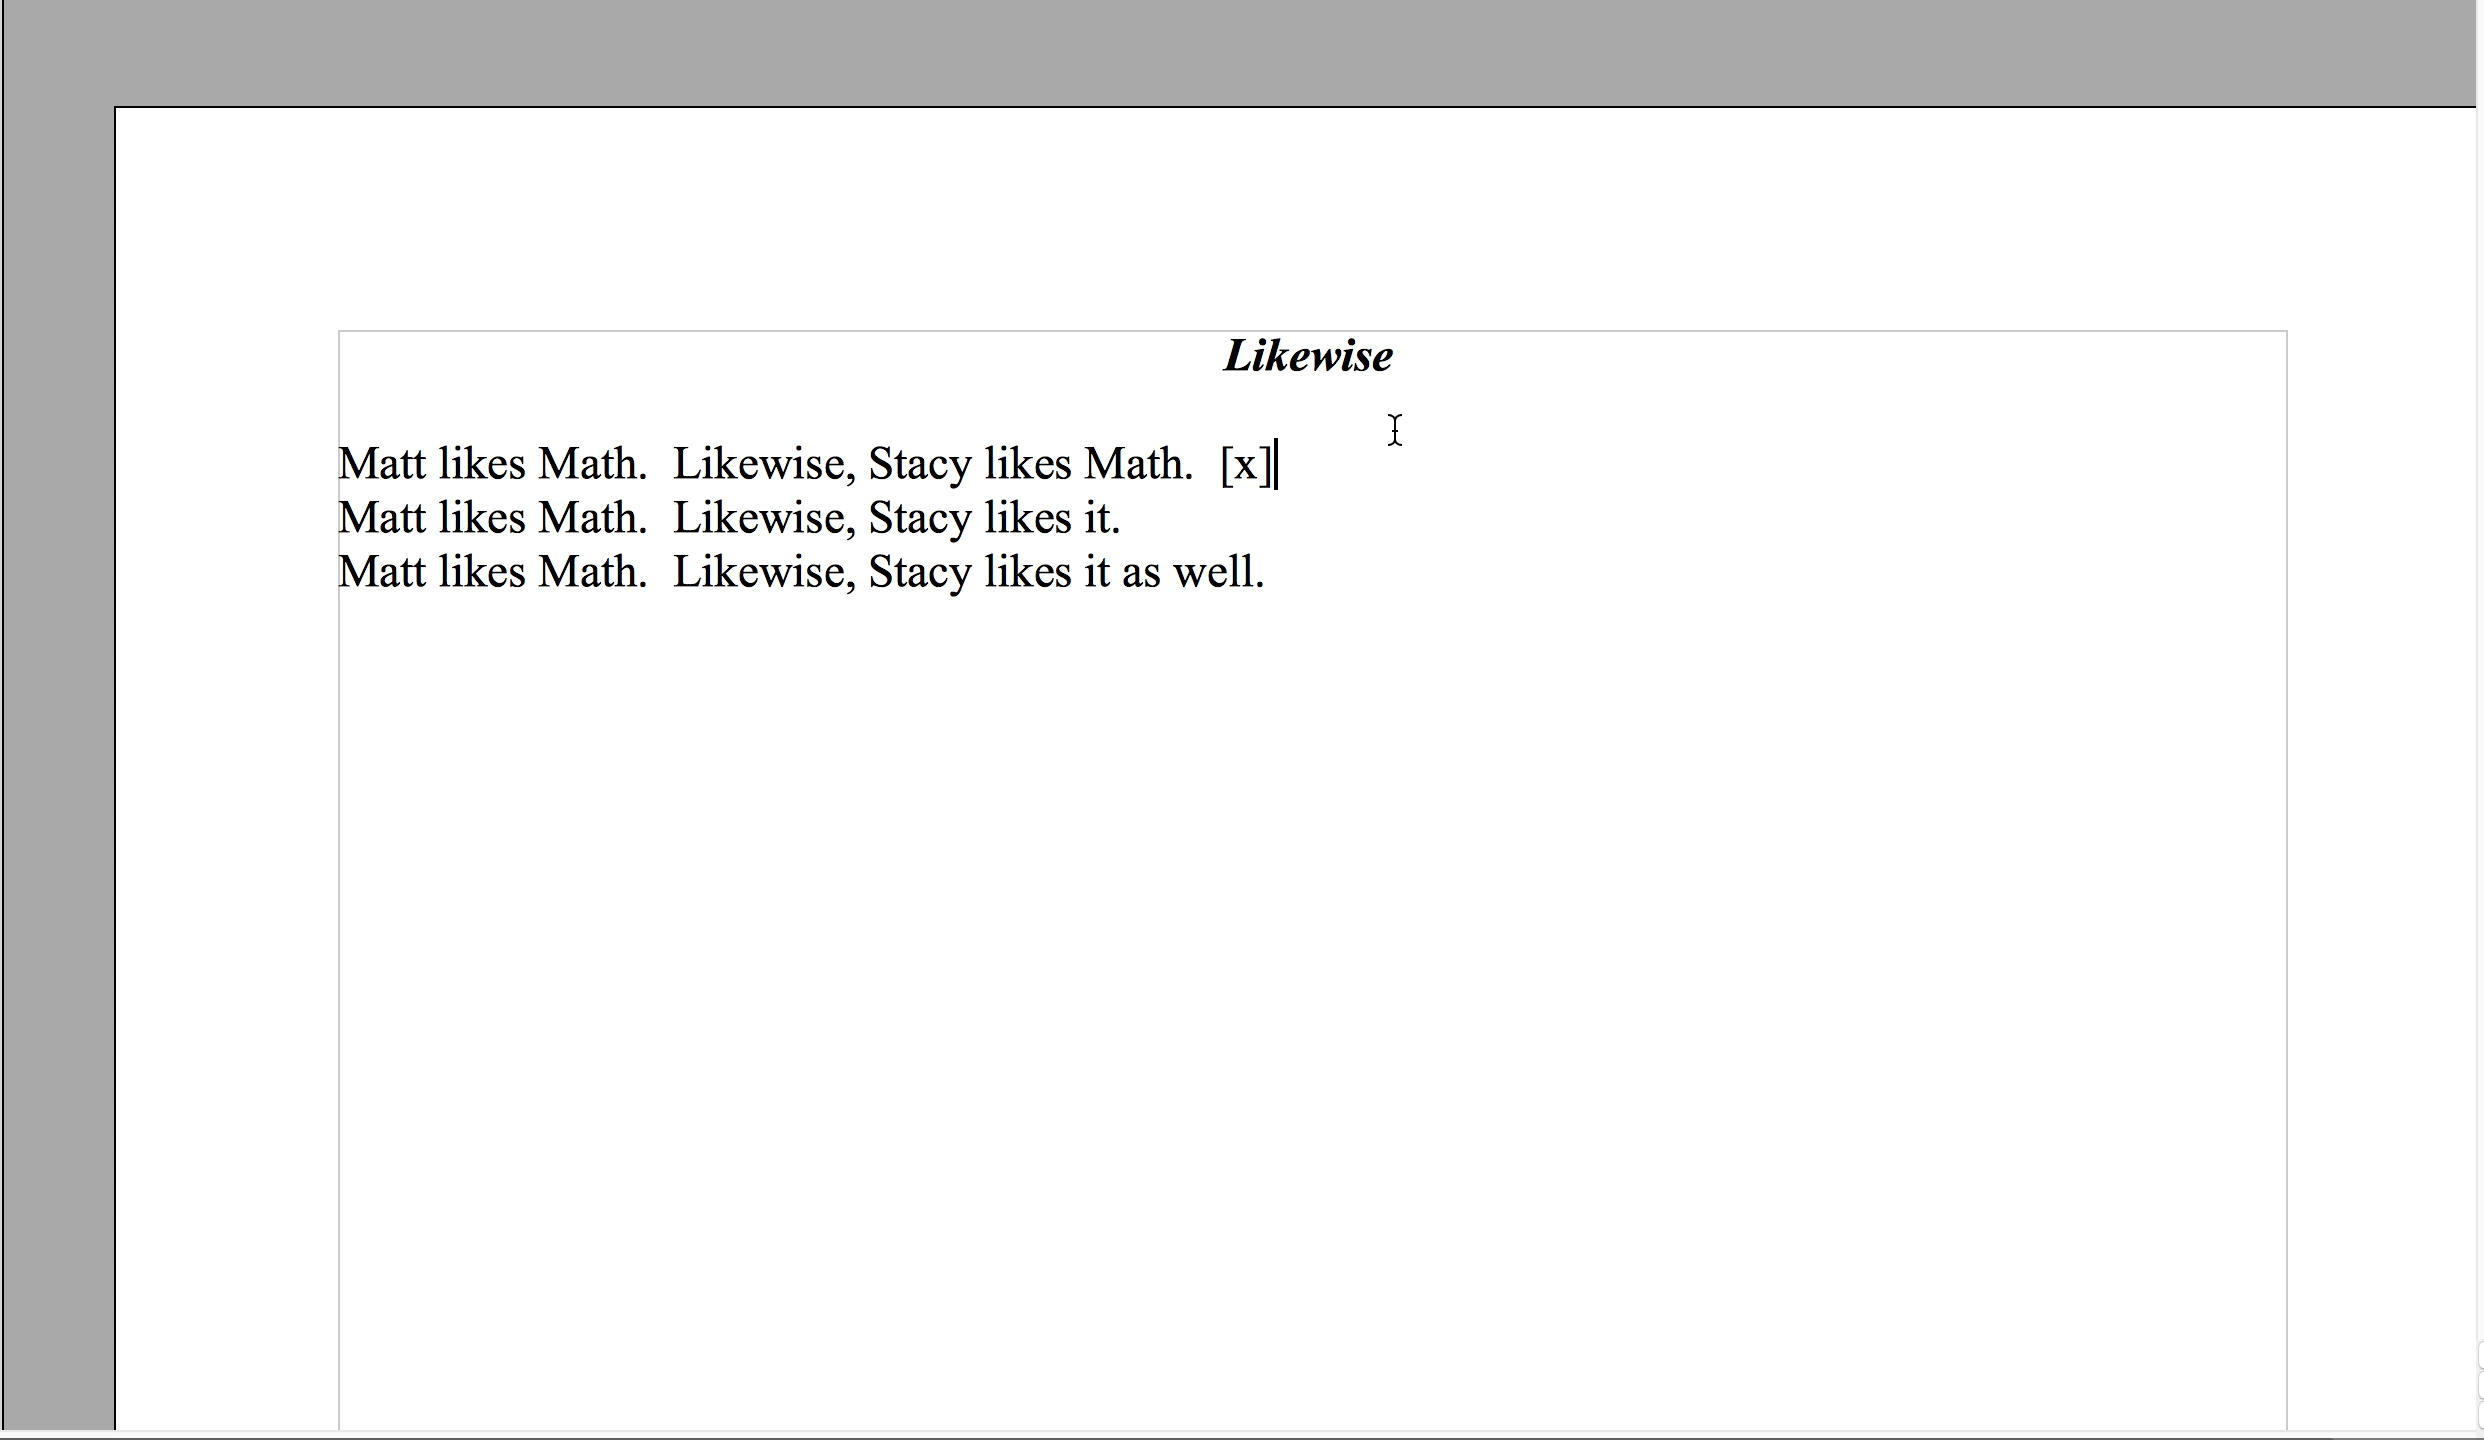 Likewise
Matt likes Math.  Likewise, Stacy likes Math.  [x]
Matt likes Math.  Likewise, Stacy likes it.
Matt likes Math.  Likewise, Stacy likes it as well.